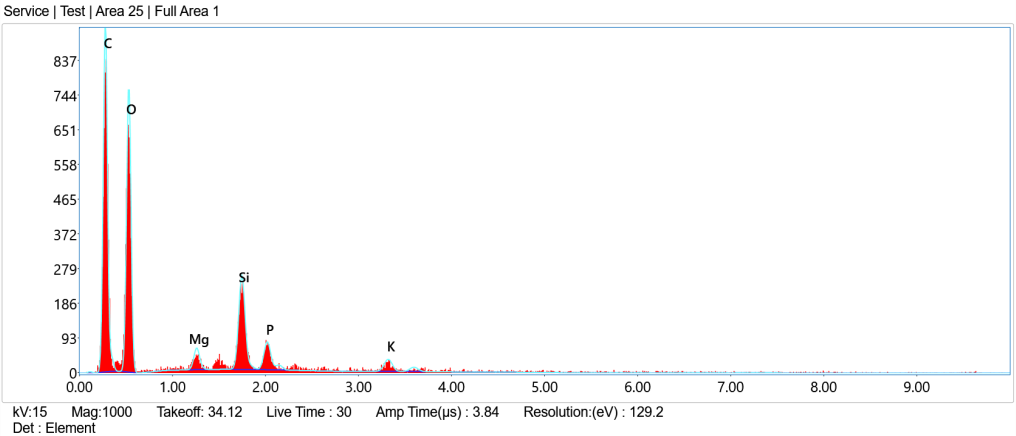 Service | Test | Area 25 | Full Area 1
C
837
744
O
651
558
465
372
279
Si
186
Mg
P
K
93
0
0.00 1.00 2.00 3.00 4.00 5.00 6.00 7.00 8.00 9.00
kV:15 Mag:1000 Takeoff: 34.12 Live Time : 30 Amp Time(µs) : 3.84 Resolution:(eV) : 129.2
Det : Element